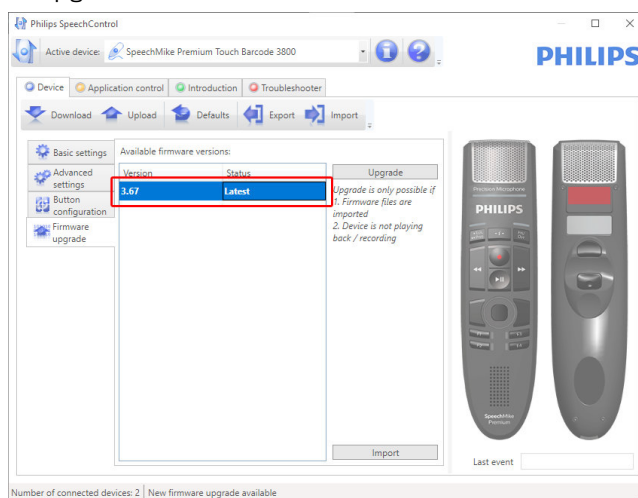 Philips SpeechControl
Active device: SpeechMike Premium Touch Barcode 3800
PHILIPS
Device Application control Introduction Troubleshooter
Download Upload Defaults Export Import
Basic settings
Advanced settings
Button configuration
Firmware upgrade
Available firmware versions:
Version Status
3.67 Latest
Upgrade
Upgrade is only possible if
1. Firmware files are
imported
2. Device is not playing
back / recording
Import
Precision Microphone
PHILIPS
SpeechMike
Premium
Last event
Number of connected devices: 2 New firmware upgrade available